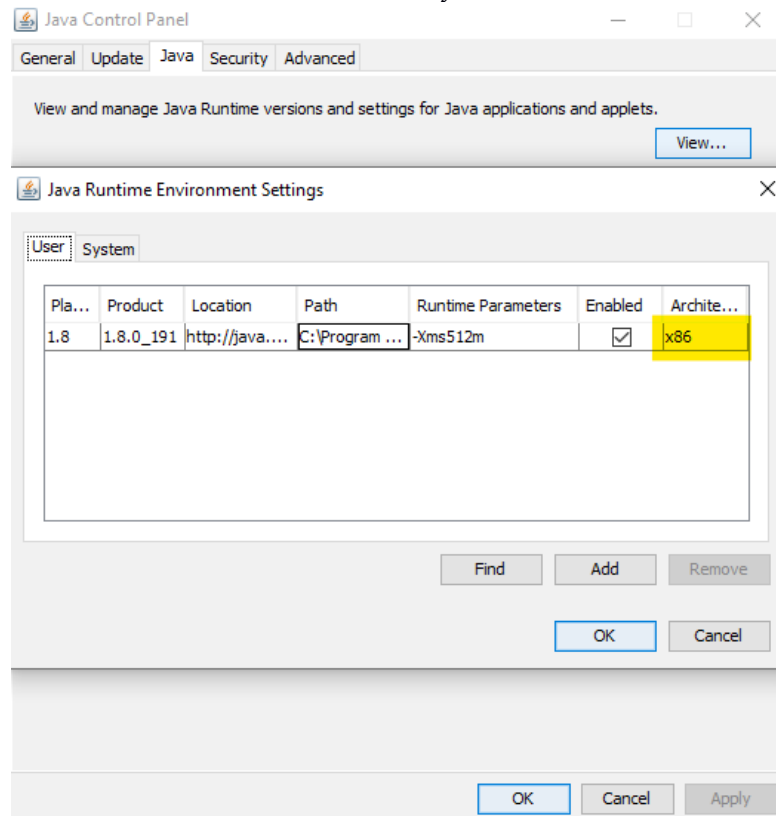 Java Control Panel
General Update Java Security Advanced
View and manage Java Runtime versions and settings for Java applications and applets.
View...
Java Runtime Environment Settings
User System
Pla... Product Location Path Runtime Parameters Enabled Archite...
1.8 1.8.0_191 http://java.... C:\Program ... -Xms512m x86
Find Add Remove
OK Cancel
OK Cancel Apply